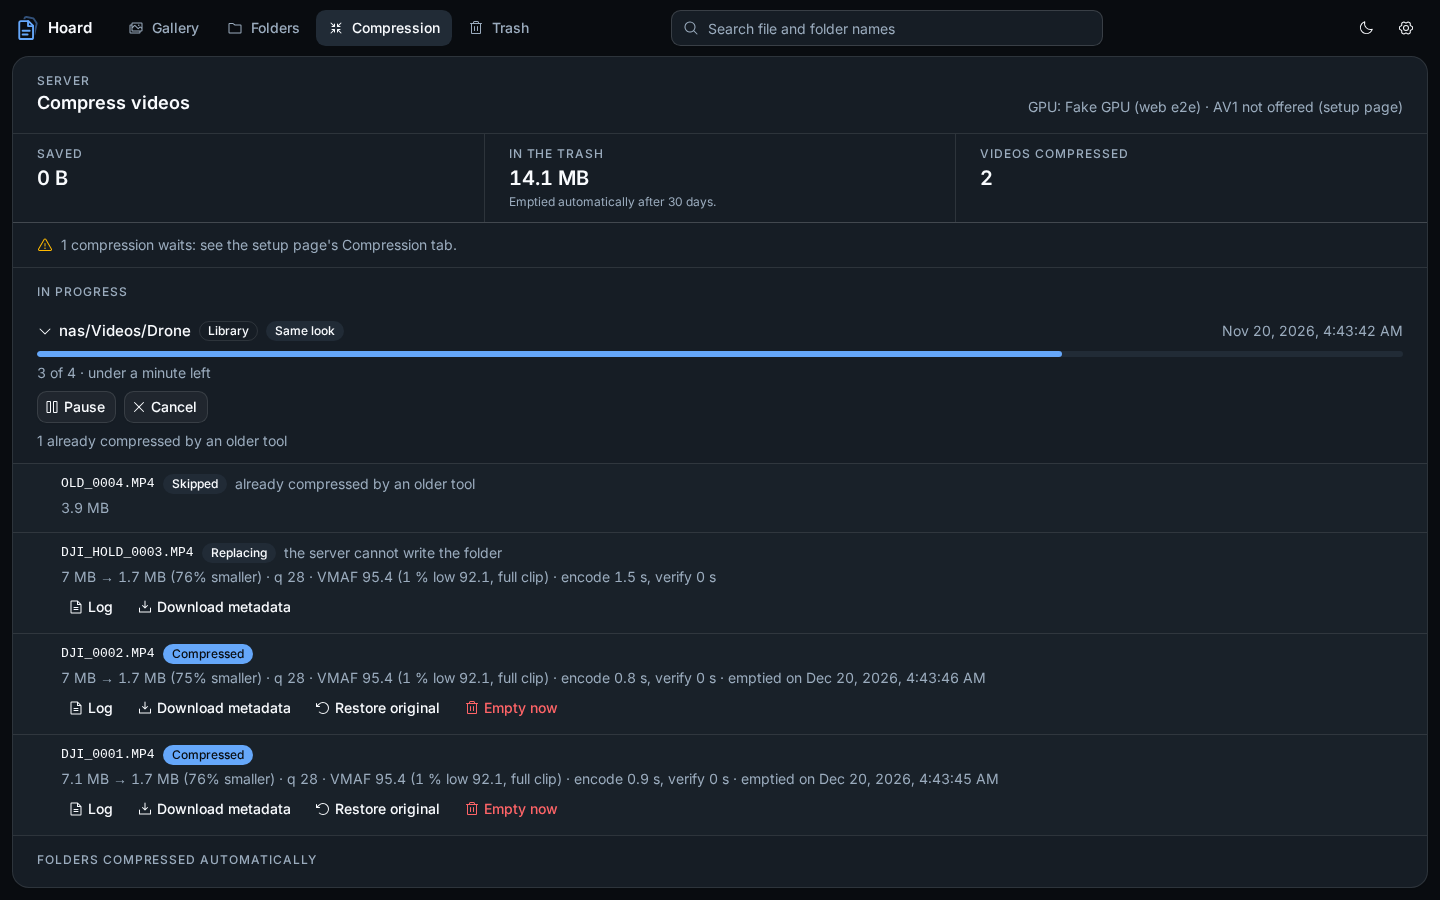 Hoard
Gallery
Folders
Compression
Trash
Search file and folder names
SERVER
Compress videos
GPU: Fake GPU (web e2e) · AV1 not offered (setup page)
SAVED
0 B
IN THE TRASH
14.1 MB
Emptied automatically after 30 days.
VIDEOS COMPRESSED
2
1 compression waits: see the setup page's Compression tab.
IN PROGRESS
nas/Videos/Drone Library Same look Nov 20, 2026, 4:43:42 AM
3 of 4 · under a minute left
Pause Cancel
1 already compressed by an older tool
OLD_0004.MP4 Skipped already compressed by an older tool
3.9 MB
DJI_HOLD_0003.MP4 Replacing the server cannot write the folder
7 MB → 1.7 MB (76% smaller) · q 28 · VMAF 95.4 (1 % low 92.1, full clip) · encode 1.5 s, verify 0 s
Log Download metadata
DJI_0002.MP4 Compressed
7 MB → 1.7 MB (75% smaller) · q 28 · VMAF 95.4 (1 % low 92.1, full clip) · encode 0.8 s, verify 0 s · emptied on Dec 20, 2026, 4:43:46 AM
Log Download metadata Restore original Empty now
DJI_0001.MP4 Compressed
7.1 MB → 1.7 MB (76% smaller) · q 28 · VMAF 95.4 (1 % low 92.1, full clip) · encode 0.9 s, verify 0 s · emptied on Dec 20, 2026, 4:43:45 AM
Log Download metadata Restore original Empty now
FOLDERS COMPRESSED AUTOMATICALLY